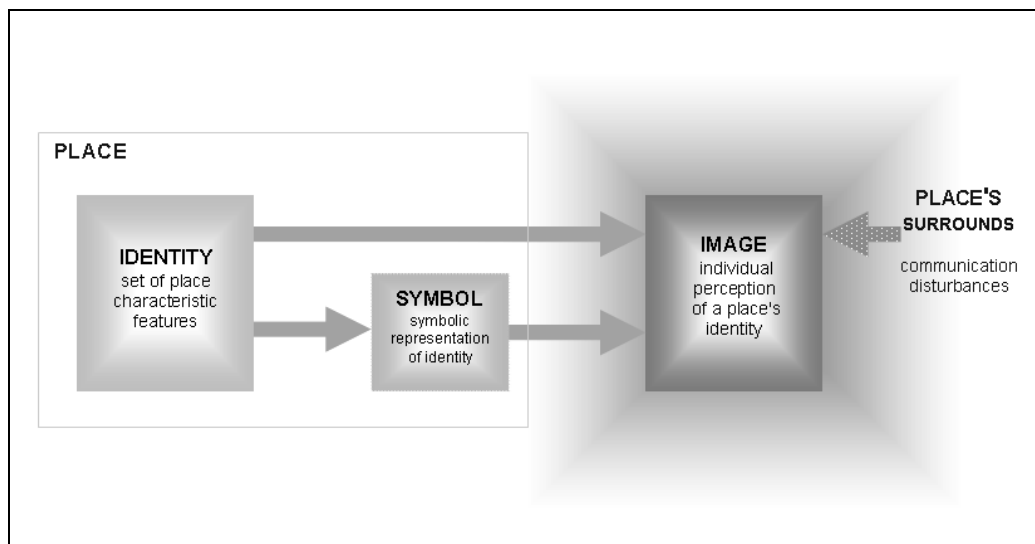 PLACE
IDENTITY
set of place
characteristic
features
SYMBOL
symbolic
representation
of identity
IMAGE
individual
perception
of a place's
identity
PLACE'S
SURROUNDS
communication
disturbances